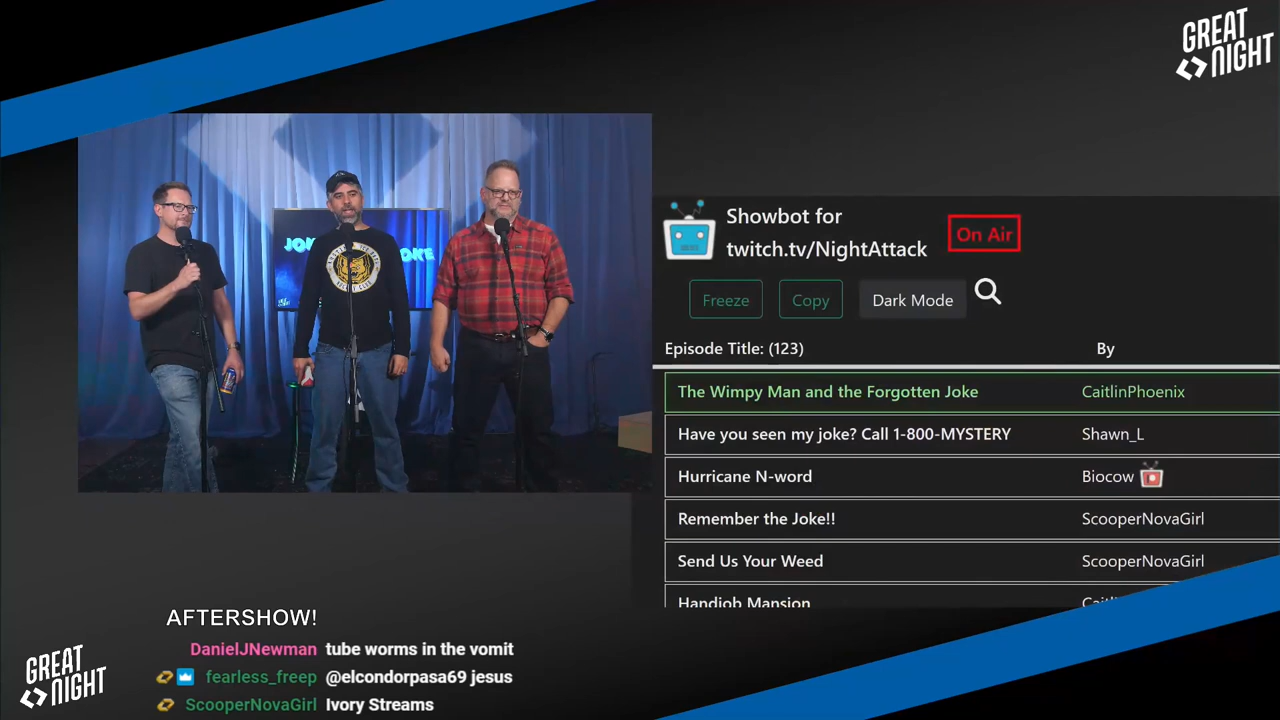 GREAT
NIGHT
JOKE
Showbot for
twitch.tv/NightAttack
On Air
Freeze
Copy
Dark Mode
Episode Title: (123)
By
The Wimpy Man and the Forgotten Joke
CaitlinPhoenix
Have you seen my joke? Call 1-800-MYSTERY
Shawn_L
Hurricane N-word
Biocow
Remember the Joke!!
ScooperNovaGirl
Send Us Your Weed
ScooperNovaGirl
Handjob Mansion
AFTERSHOW!
DanielJNewman tube worms in the vomit
fearless_freep @elcondorpasa69 jesus
ScooperNovaGirl Ivory Streams
GREAT
NIGHT